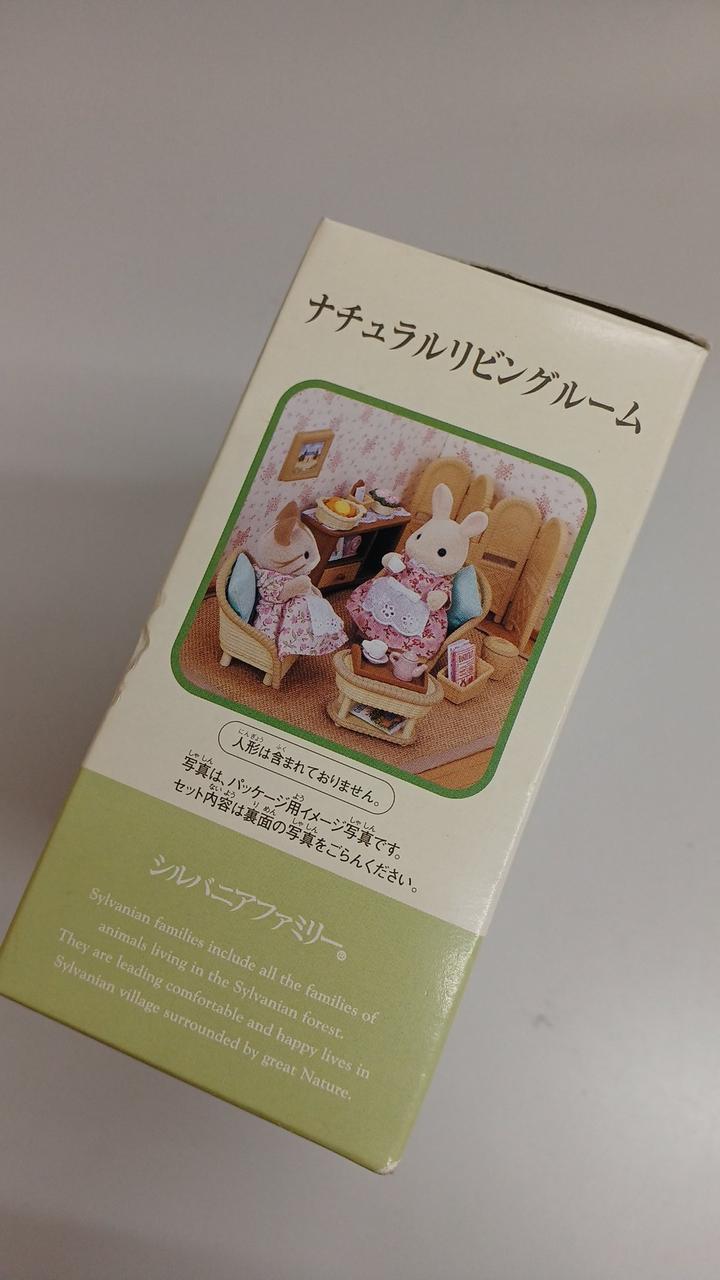 ナチュラルリビングルーム
人形は含まれておりません。
写真は、パッケージ用イメージ写真です。
セット内容は裏面の写真をごらんください。
シルバニアファミリー®
Sylvanian families include all the families of
animals living in the Sylvanian forest.
They are leading comfortable and happy lives in
Sylvanian village surrounded by great Nature.